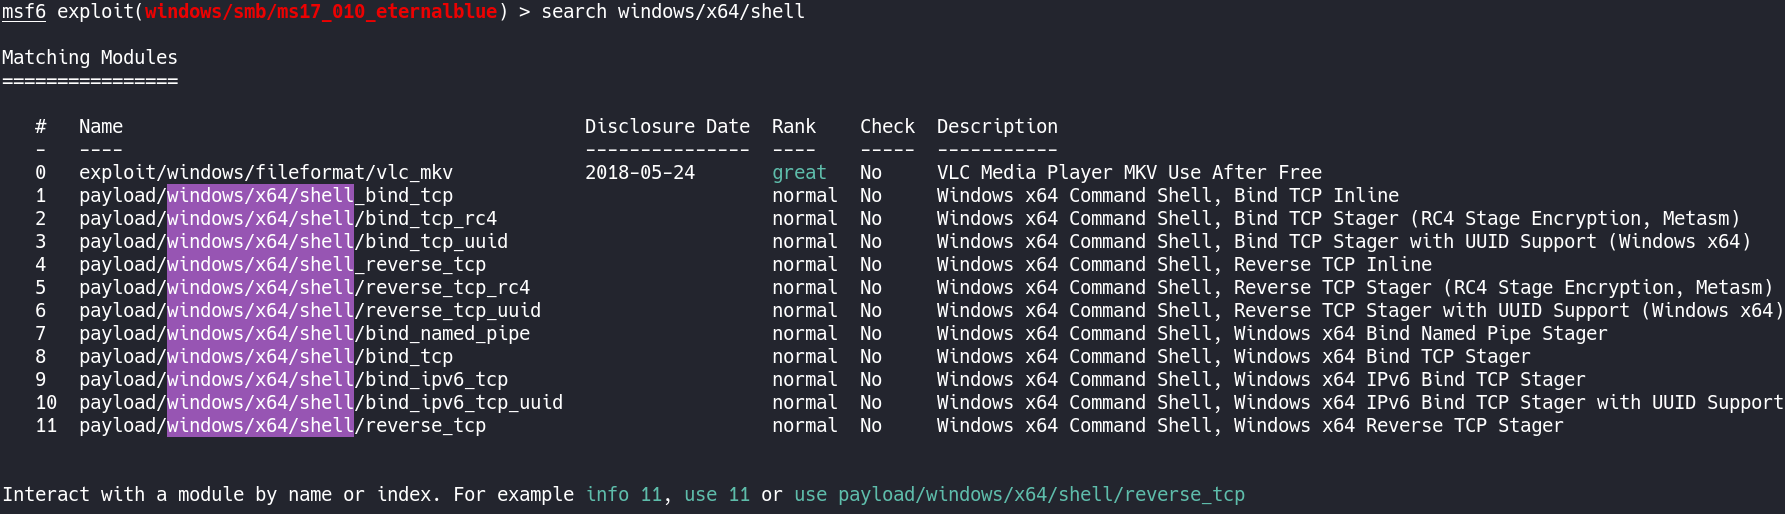 msf6 exploit(windows/smb/ms17_010_eternalblue) > search windows/x64/shell
Matching Modules
================
#   Name                                          Disclosure Date  Rank    Check  Description
-   ----                                          ---------------  ----    -----  -----------
0   exploit/windows/fileformat/vlc_mkv            2018-05-24       great   No     VLC Media Player MKV Use After Free
1   payload/windows/x64/shell_bind_tcp                             normal  No     Windows x64 Command Shell, Bind TCP Inline
2   payload/windows/x64/shell/bind_tcp_rc4                         normal  No     Windows x64 Command Shell, Bind TCP Stager (RC4 Stage Encryption, Metasm)
3   payload/windows/x64/shell/bind_tcp_uuid                        normal  No     Windows x64 Command Shell, Bind TCP Stager with UUID Support (Windows x64)
4   payload/windows/x64/shell_reverse_tcp                          normal  No     Windows x64 Command Shell, Reverse TCP Inline
5   payload/windows/x64/shell/reverse_tcp_rc4                      normal  No     Windows x64 Command Shell, Reverse TCP Stager (RC4 Stage Encryption, Metasm)
6   payload/windows/x64/shell/reverse_tcp_uuid                     normal  No     Windows x64 Command Shell, Reverse TCP Stager with UUID Support (Windows x64)
7   payload/windows/x64/shell/bind_named_pipe                      normal  No     Windows x64 Command Shell, Windows x64 Bind Named Pipe Stager
8   payload/windows/x64/shell/bind_tcp                             normal  No     Windows x64 Command Shell, Windows x64 Bind TCP Stager
9   payload/windows/x64/shell/bind_ipv6_tcp                        normal  No     Windows x64 Command Shell, Windows x64 IPv6 Bind TCP Stager
10  payload/windows/x64/shell/bind_ipv6_tcp_uuid                   normal  No     Windows x64 Command Shell, Windows x64 IPv6 Bind TCP Stager with UUID Support
11  payload/windows/x64/shell/reverse_tcp                          normal  No     Windows x64 Command Shell, Windows x64 Reverse TCP Stager
Interact with a module by name or index. For example info 11, use 11 or use payload/windows/x64/shell/reverse_tcp